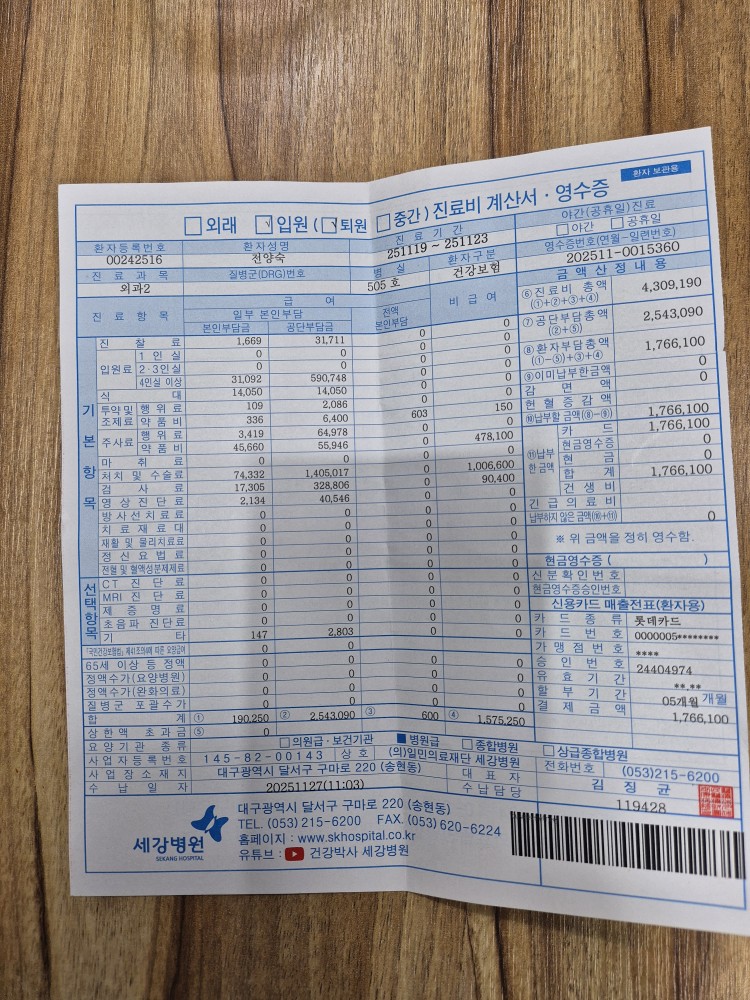 환자 보관용
□외래 ☑입원 ( ☑퇴원 □중간 ) 진료비 계산서 · 영수증
환자등록번호 환자성명 진료기간 야간(공휴일)진료
00242516 전양숙 251119 ~ 251123 □야간 □공휴일
진료과목 질병군(DRG)번호 병실 환자구분 영수증번호(연월-일련번호)
외과2 505 호 건강보험 202511-0015360
진료항목 급여 비급여 금액산정내용
일부 본인부담 전액 본인부담
본인부담금 공단부담금
기본항목
진찰료 1,669 31,711 0 0
입원료 1인실 0 0 0
2·3인실 0 0 0
4인실 이상 31,092 590,748 0 0
식대 14,050 14,050 0 0
투약및조제료 행위료 109 2,086 0 0
약품비 336 6,400 603 150
주사료 행위료 3,419 64,978 0 0
약품비 45,660 55,946 0 478,100
마취료 0 0 0 0
처치 및 수술료 74,332 1,405,017 0 1,006,600
검사료 17,305 328,806 0 90,400
영상진단료 2,134 40,546 0 0
방사선치료료 0 0 0 0
치료재료대 0 0 0 0
재활 및 물리치료료 0 0 0 0
정신요법료 0 0 0 0
전혈 및 혈액성분제제료 0 0 0 0
선택항목
CT 진단료 0 0 0 0
MRI 진단료 0 0 0 0
제증명료 0 0 0 0
초음파 진단료 0 0 0 0
기타 147 2,803 0 0
65세 이상 등 정액 0 0 0 0
정액수가(요양병원) 0 0 0 0
정액수가(완화의료) 0 0 0 0
질병군 포괄수가 0 0 0 0
합계 ① 190,250 ② 2,543,090 ③ 600 ④ 1,575,250
상한액 초과금 ⑤ 0
⑥진료비 총액 (①+②+③+④) 4,309,190
⑦공단부담총액 (②+⑤) 2,543,090
⑧환자부담총액 (①-⑤)+③+④ 1,766,100
⑨이미납부한금액 0
감면액 0
헌혈증감액 0
⑩납부할 금액(⑧-⑨) 1,766,100
⑪납부한 금액 카드 1,766,100
현금영수증 0
현금 0
합계 1,766,100
건생비
긴급의료비
납부하지 않은 금액(⑩-⑪) 0
※ 위 금액을 정히 영수함.
현금영수증 ( )
신분확인번호
현금영수증승인번호
신용카드 매출전표(환자용)
카드종류 롯데카드
카드번호 0000005********
가맹점번호 ****
승인번호 24404974
유효기간 **.**
할부기간 05개월 개월
결제금액 1,766,100
요양기관 종류 □의원급·보건기관 ■병원급 □종합병원 □상급종합병원
사업자등록번호 145-82-00143 상호 (의)일민의료재단 세강병원 전화번호 (053)215-6200
사업장소재지 대구광역시 달서구 구마로 220 (송현동) 대표자 김징균
수납일자 20251127(11:03) 수납담당 119428
세강병원
SEKANG HOSPITAL
대구광역시 달서구 구마로 220 (송현동)
TEL. (053) 215-6200 FAX. (053) 620-6224
홈페이지 : www.skhospital.co.kr
유튜브 : 건강박사 세강병원